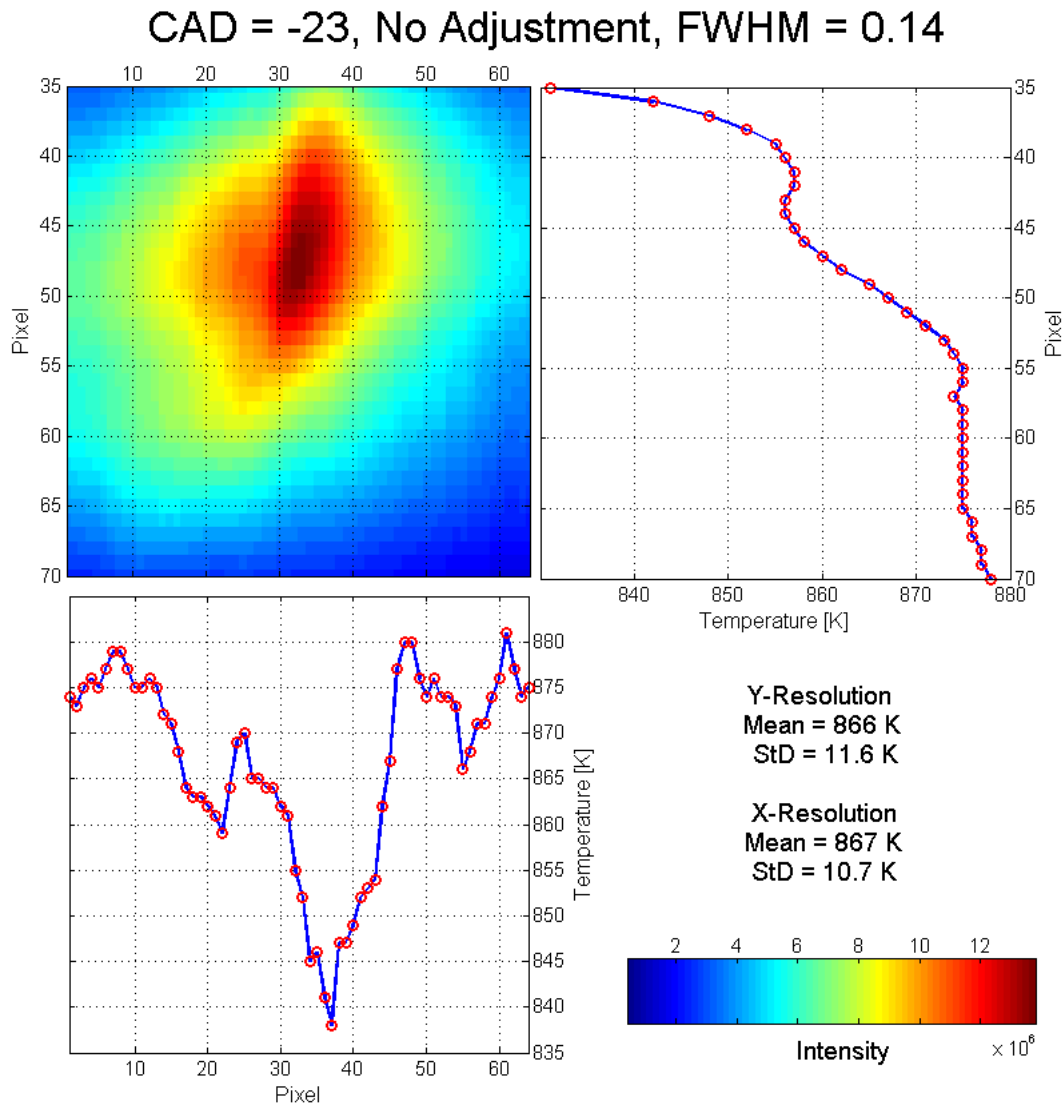 CAD = -23, No Adjustment, FWHM = 0.14
10 20 30 40 50 60
35
40
45
50
55
60
65
70
Pixel
35
40
45
50
55
60
65
70
Pixel
840 850 860 870 880
Temperature [K]
880
875
870
865
860
855
850
845
840
835
Temperature [K]
10 20 30 40 50 60
Pixel
Y-Resolution
Mean = 866 K
StD = 11.6 K
X-Resolution
Mean = 867 K
StD = 10.7 K
2 4 6 8 10 12
Intensity
x 10⁶